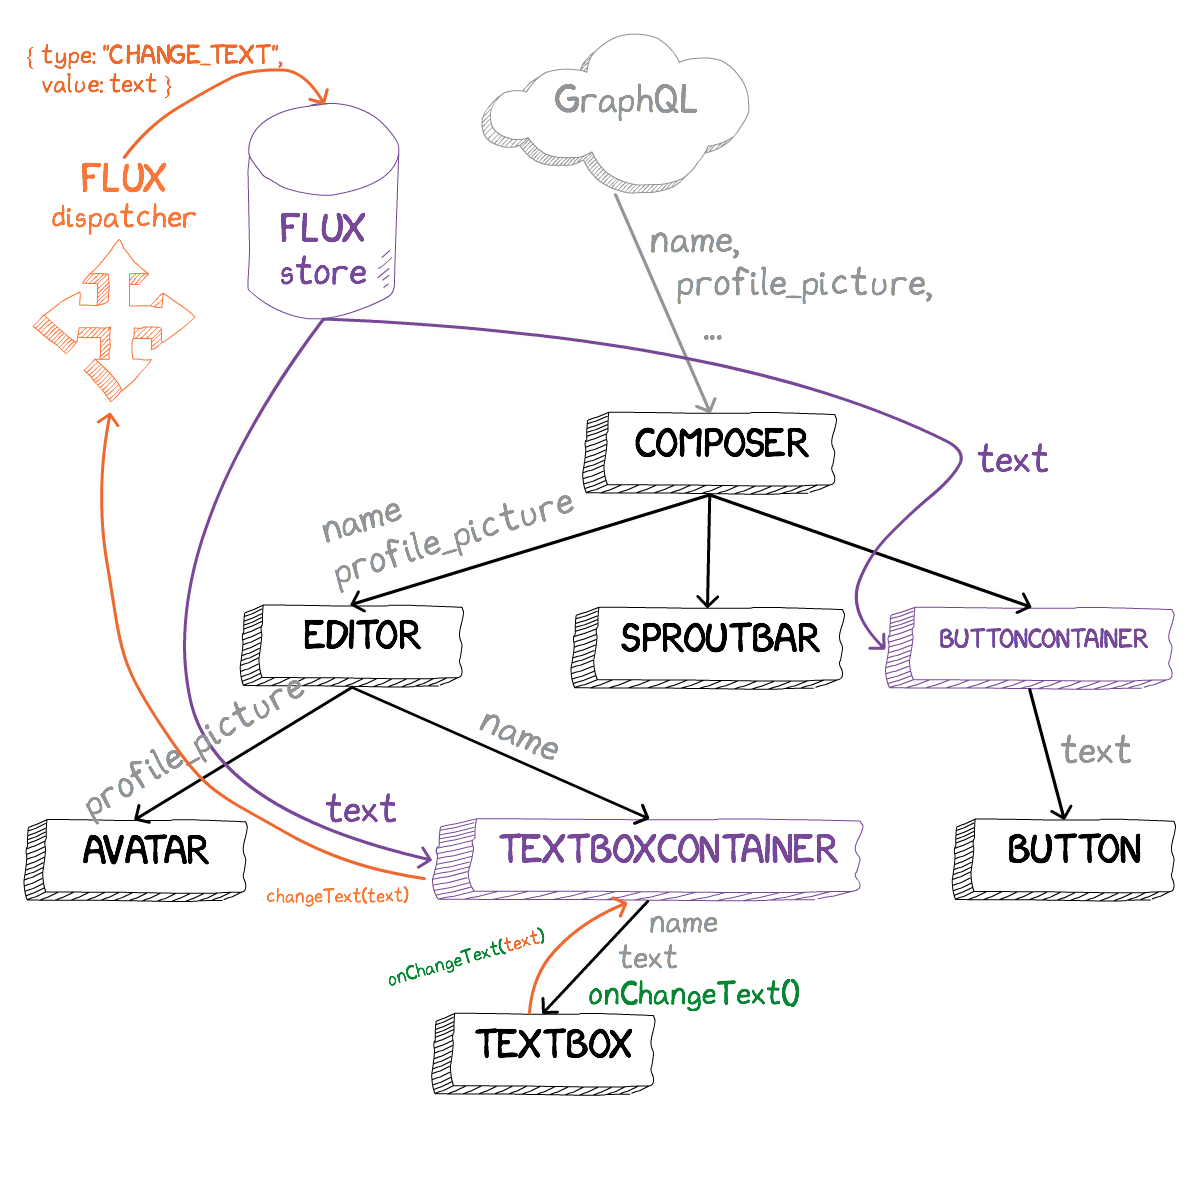 { type: "CHANGE_TEXT",
value: text }
FLUX
dispatcher
FLUX
store
GraphQL
name,
profile_picture,
...
COMPOSER
text
name
profile_picture
EDITOR
SPROUTBAR
BUTTONCONTAINER
profile_picture
name
text
text
AVATAR
TEXTBOXCONTAINER
BUTTON
changeText(text)
onChangeText(text)
name
text
onChangeText()
TEXTBOX